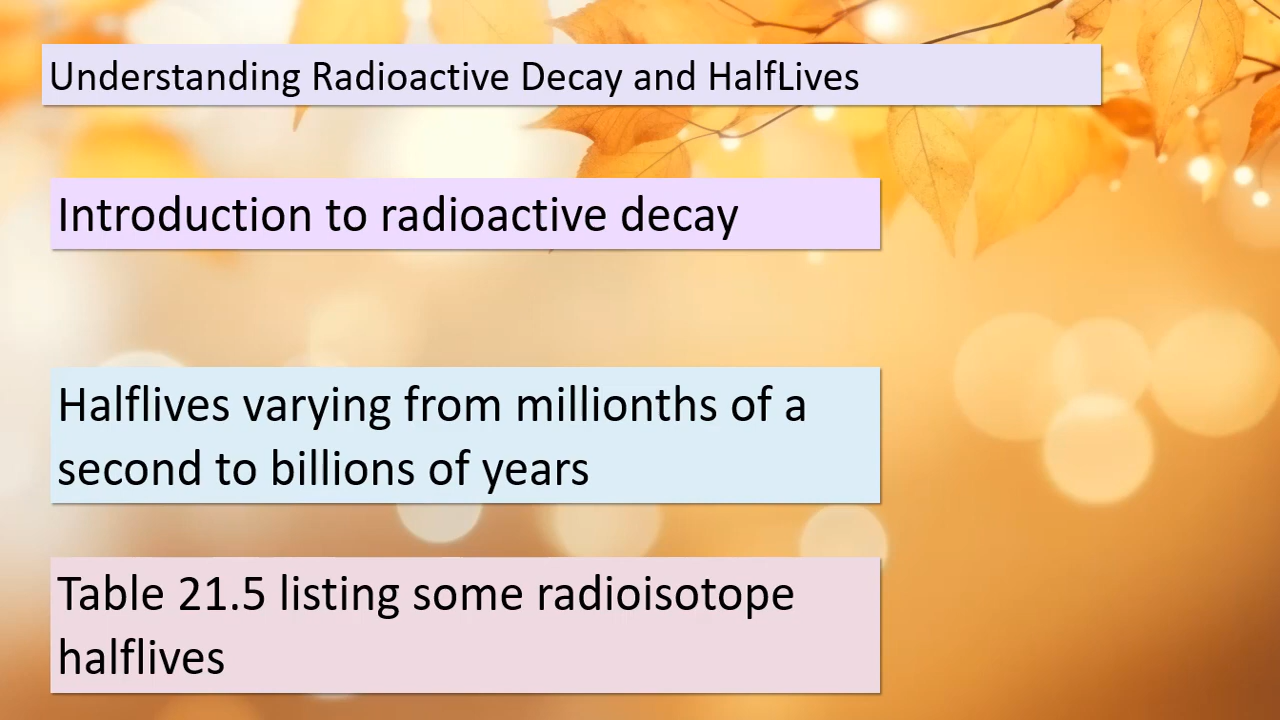 Understanding Radioactive Decay and HalfLives
Introduction to radioactive decay
Halflives varying from millionths of a
second to billions of years
Table 21.5 listing some radioisotope
halflives